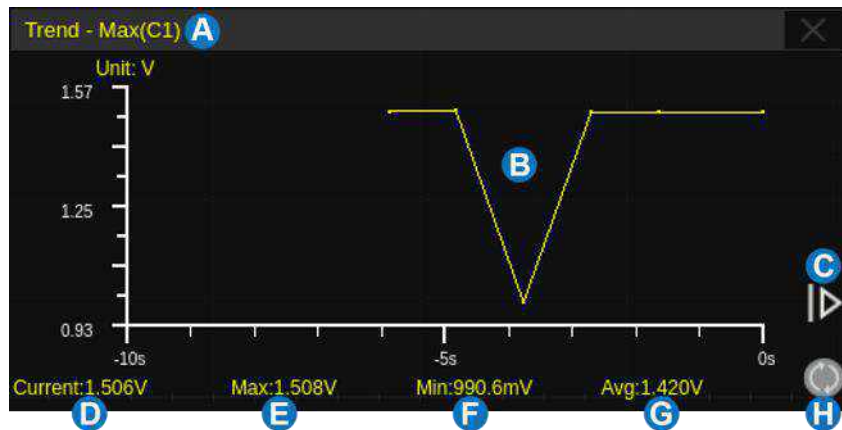 Trend - Max(C1) A
Unit: V
1.57
B
1.25
C
0.93
-10s -5s 0s
Current:1.506V Max:1.508V Min:990.6mV Avg:1.420V
D E F G H